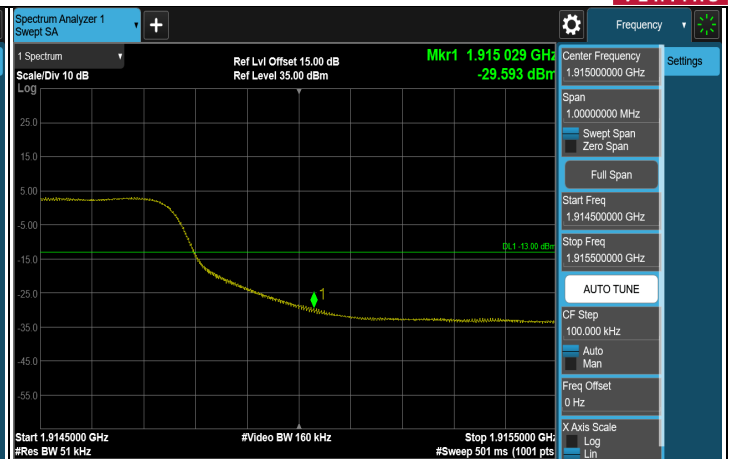 Spectrum Analyzer 1
Swept SA
Frequency
1 Spectrum
Ref Lvl Offset 15.00 dB
Mkr1 1.915 029 GHz
Scale/Div 10 dB
Ref Level 35.00 dBm
-29.593 dBm
Log
25.0
15.0
5.00
-5.00
-15.0
-25.0
-35.0
-45.0
-55.0
DL1 -13.00 dBm
1
Start 1.9145000 GHz
#Video BW 160 kHz
Stop 1.9155000 GHz
#Res BW 51 kHz
#Sweep 501 ms (1001 pts
Center Frequency
1.915000000 GHz
Settings
Span
1.00000000 MHz
Swept Span
Zero Span
Full Span
Start Freq
1.914500000 GHz
Stop Freq
1.915500000 GHz
AUTO TUNE
CF Step
100.000 kHz
Auto
Man
Freq Offset
0 Hz
X Axis Scale
Log
Lin